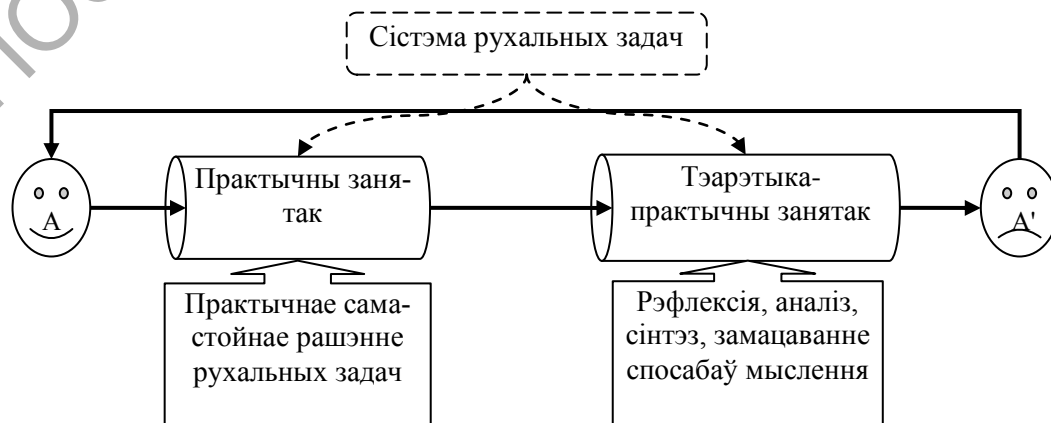 Сістэма рухальных задач
A
Практычны заня-
так
Тэарэтыка-
практычны занятак
A'
Практычнае сама-
стойнае рашэнне
рухальных задач
Рэфлексія, аналіз,
сінтэз, замацаванне
спосабаў мыслення